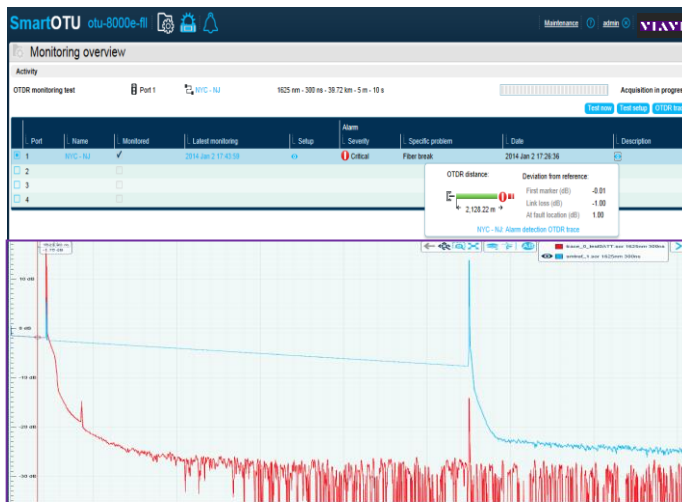 SmartOTU otu-8000e-fll Maintenance admin VIAVI
Monitoring overview
Activity
OTDR monitoring test Port 1 NYC - NJ 1625 nm - 300 ns - 39.72 km - 5 m - 10 s Acquisition in progres
Test now Test setup OTDR trac
Alarm
Port Name Monitored Latest monitoring Setup Severity Specific problem Date Description
1 NYC - NJ 2014 Jan 2 17:43:58 Critical Fiber break 2014 Jan 2 17:26:36
2
3
4
OTDR distance:
2,128.22 m
Deviation from reference:
First marker (dB) -0.01
Link loss (dB) -1.00
At fault location (dB) 1.00
NYC - NJ: Alarm detection OTDR trace
10 dB
0 dB
-10 dB
-20 dB
-30 dB